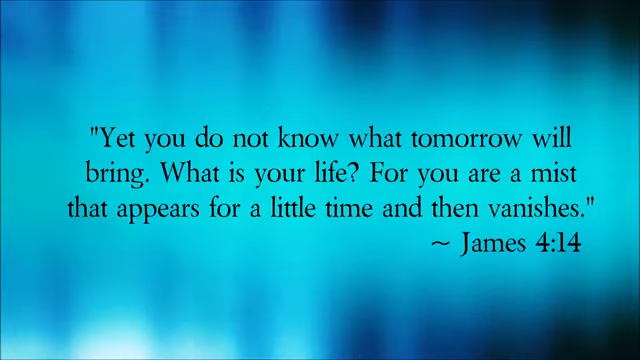 "Yet you do not know what tomorrow will
bring. What is your life? For you are a mist
that appears for a little time and then vanishes."
~ James 4:14